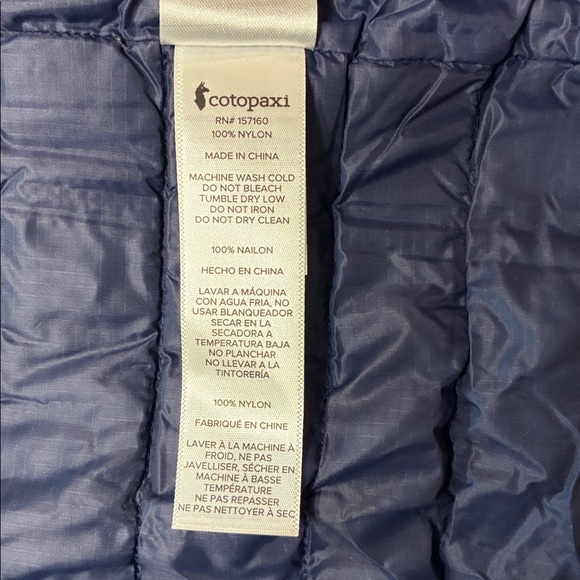 cotopaxi
RN# 157160
100% NYLON
MADE IN CHINA
MACHINE WASH COLD
DO NOT BLEACH
TUMBLE DRY LOW
DO NOT IRON
DO NOT DRY CLEAN
100% NAILON
HECHO EN CHINA
LAVAR A MÁQUINA
CON AGUA FRIA, NO
USAR BLANQUEADOR
SECAR EN LA
SECADORA A
TEMPERATURA BAJA
NO PLANCHAR
NO LLEVAR A LA
TINTORERÍA
100% NYLON
FABRIQUÉ EN CHINE
LAVER À LA MACHINE À
FROID, NE PAS
JAVELLISER, SÉCHER EN
MACHINE À BASSE
TEMPÉRATURE
NE PAS REPASSER
NE PAS NETTOYER À SEC